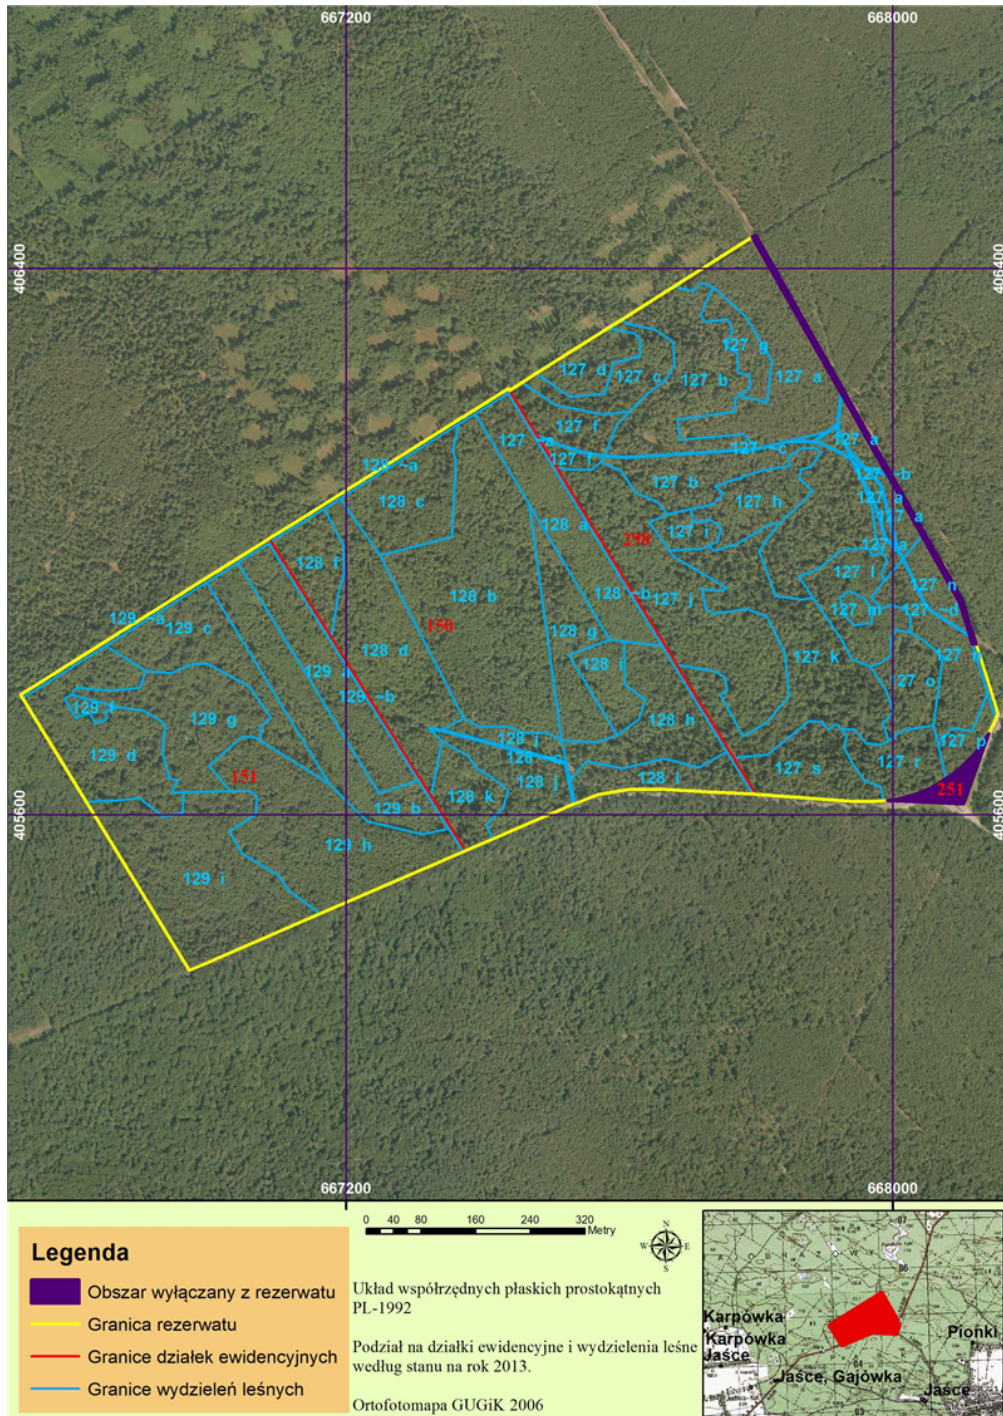 667200 668000
406400 406400
127 g
127 d
127 c
127 b
127 a
127 f
127 ~a
127 a
127 ~c
127 f
128 ~a
127 ~b
127 b
128 c
127 a
127 h
127 a
128 a
127 i
298
127 a
128 f
127 l
127 n
128 b
128 ~b
127 j
127 m
127 ~d
129 ~a
129 c
150
128 g
128 d
127 k
128 i
129 a
27 o
129 ~b
129 f
129 g
128 h
128 j
127 p
129 d
127 r
127 s
151
128 l
128 j
251
128 k
129 b
405600 405600
129 h
129 i
667200 668000
Legenda
Obszar wyłączany z rezerwatu
Granica rezerwatu
Granice działek ewidencyjnych
Granice wydzieleń leśnych
0 40 80 160 240 320
Metry
N
W E
S
Układ współrzędnych płaskich prostokątnych
PL-1992
Podział na działki ewidencyjne i wydzielenia leśne
według stanu na rok 2013.
Ortofotomapa GUGiK 2006
Karpówka
Karpówka
Jaśce
Pionki
Jaśce, Gajówka
Jaśce